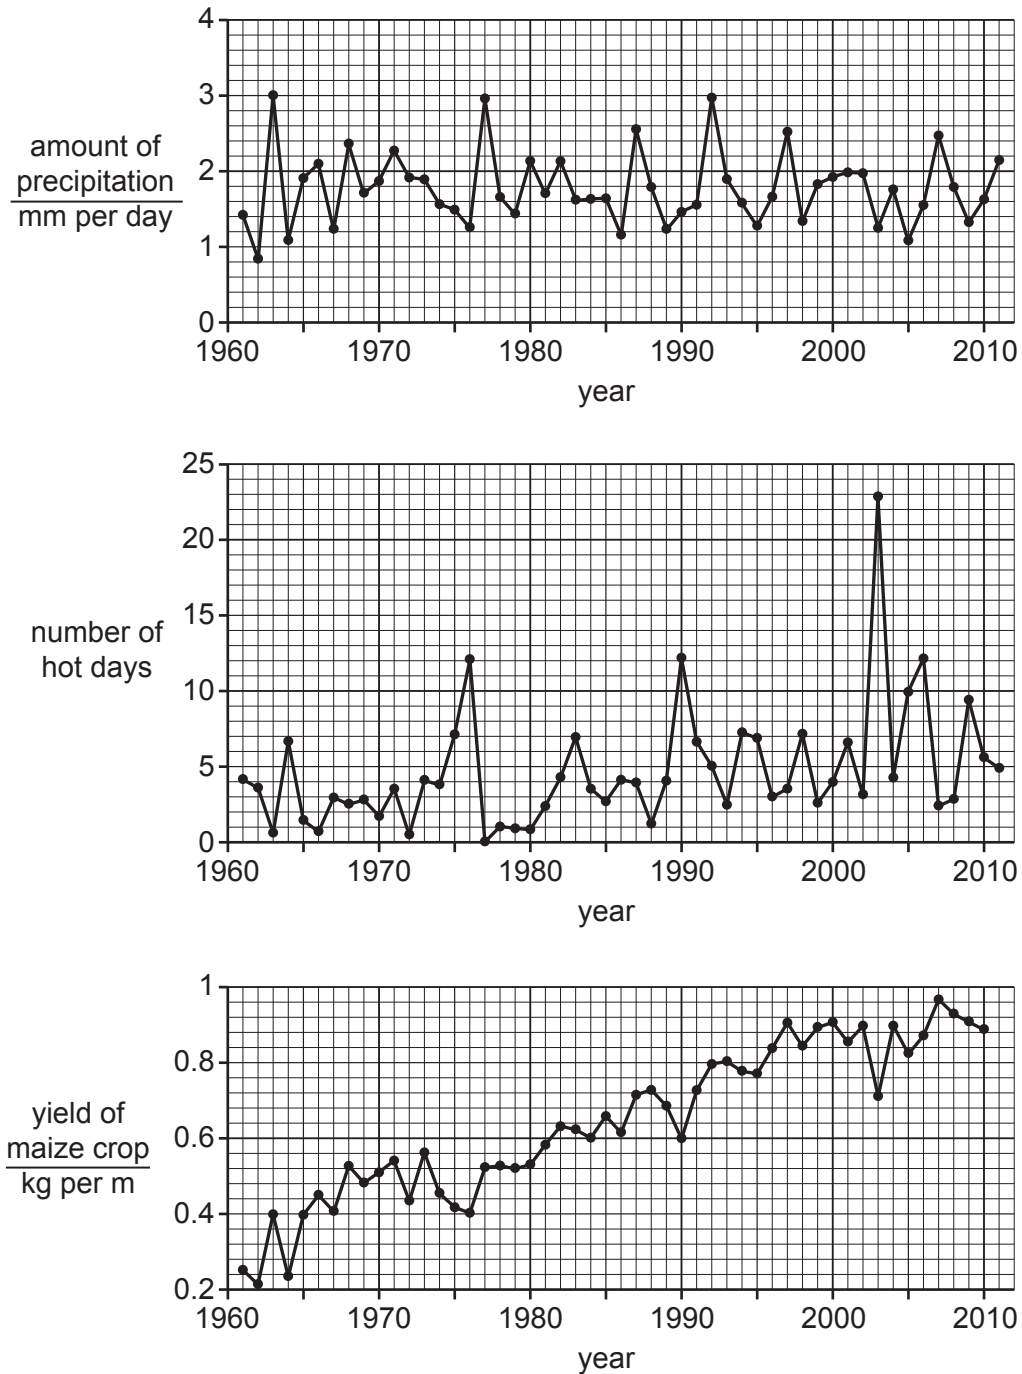 4
3
amount of
precipitation
mm per day
2
1
0
1960 1970 1980 1990 2000 2010
year
25
20
15
number of
hot days
10
5
0
1960 1970 1980 1990 2000 2010
year
1
0.8
yield of
maize crop
kg per m
0.6
0.4
0.2
1960 1970 1980 1990 2000 2010
year